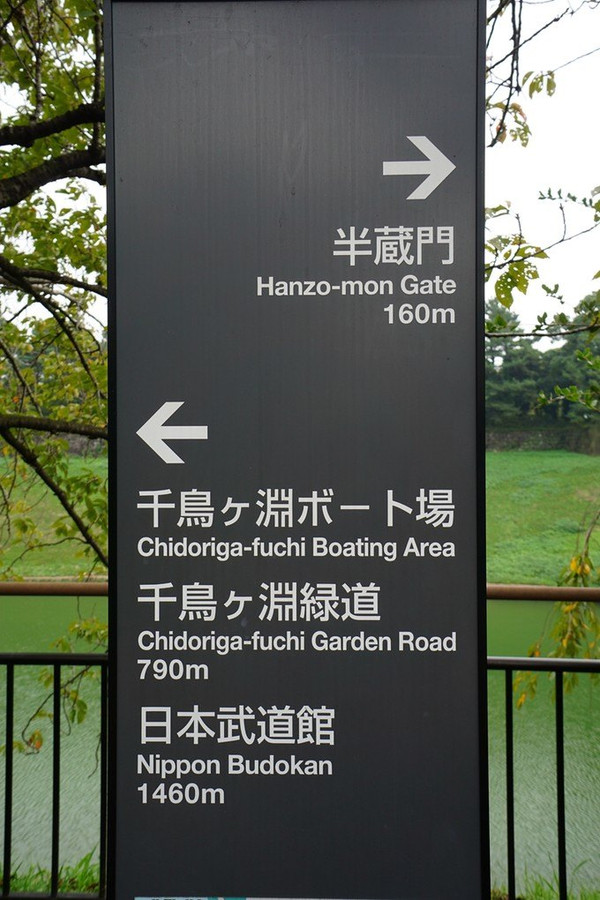 半蔵門
Hanzo-mon Gate
160m
千鳥ヶ淵ボート場
Chidoriga-fuchi Boating Area
千鳥ヶ淵緑道
Chidoriga-fuchi Garden Road
790m
日本武道館
Nippon Budokan
1460m